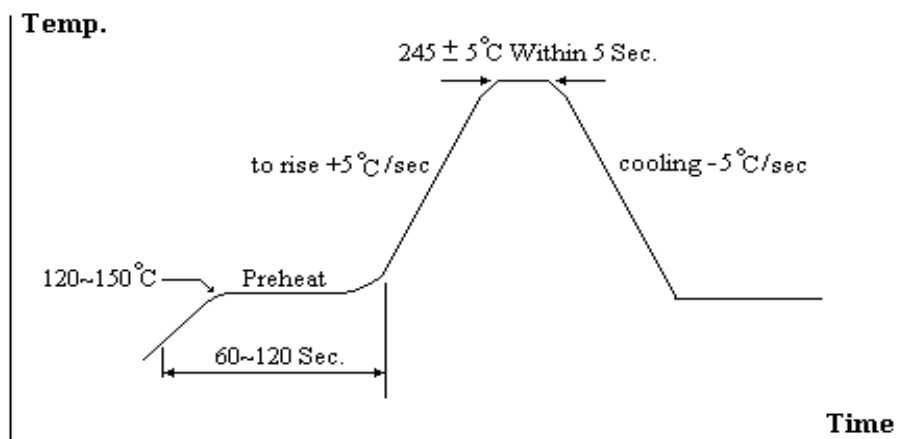 Temp.
245 ± 5°C Within 5 Sec.
to rise +5°C/sec
cooling -5°C/sec
120~150°C
Preheat
60~120 Sec.
Time